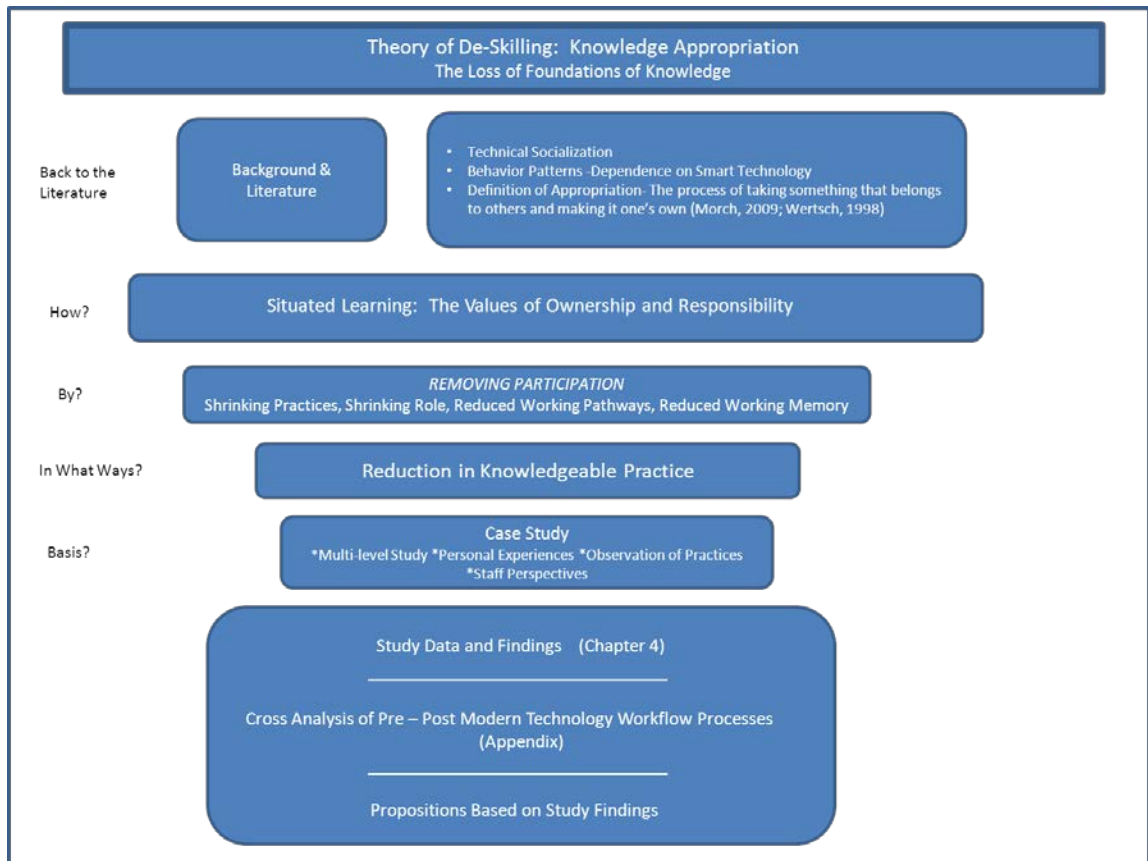 Theory of De-Skilling: Knowledge Appropriation
The Loss of Foundations of Knowledge
Back to the
Literature
Background &
Literature
• Technical Socialization
• Behavior Patterns -Dependence on Smart Technology
• Definition of Appropriation- The process of taking something that belongs
to others and making it one's own (Morch, 2009; Wertsch, 1998)
How?
Situated Learning: The Values of Ownership and Responsibility
By?
REMOVING PARTICIPATION
Shrinking Practices, Shrinking Role, Reduced Working Pathways, Reduced Working Memory
In What Ways?
Reduction in Knowledgeable Practice
Basis?
Case Study
*Multi-level Study *Personal Experiences *Observation of Practices
*Staff Perspectives
Study Data and Findings (Chapter 4)
Cross Analysis of Pre – Post Modern Technology Workflow Processes
(Appendix)
Propositions Based on Study Findings